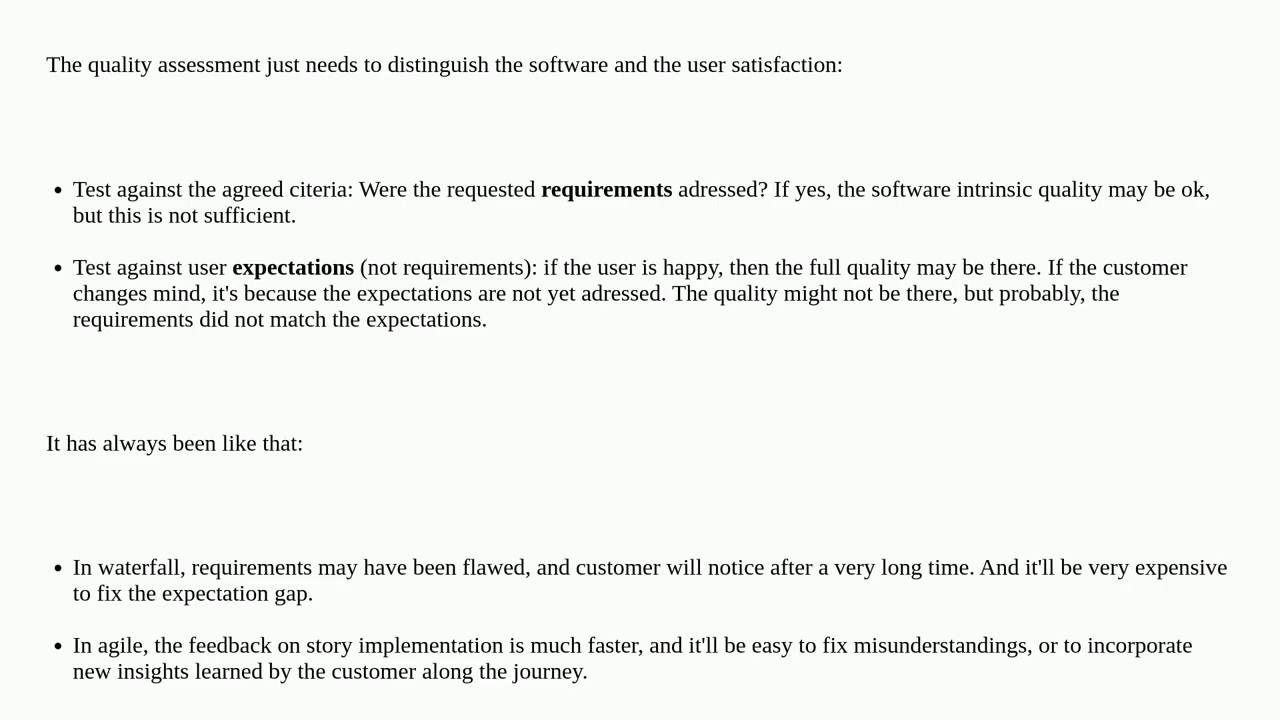 The quality assessment just needs to distinguish the software and the user satisfaction:
• Test against the agreed citeria: Were the requested requirements adressed? If yes, the software intrinsic quality may be ok,
but this is not sufficient.
• Test against user expectations (not requirements): if the user is happy, then the full quality may be there. If the customer
changes mind, it's because the expectations are not yet adressed. The quality might not be there, but probably, the
requirements did not match the expectations.
It has always been like that:
• In waterfall, requirements may have been flawed, and customer will notice after a very long time. And it'll be very expensive
to fix the expectation gap.
• In agile, the feedback on story implementation is much faster, and it'll be easy to fix misunderstandings, or to incorporate
new insights learned by the customer along the journey.